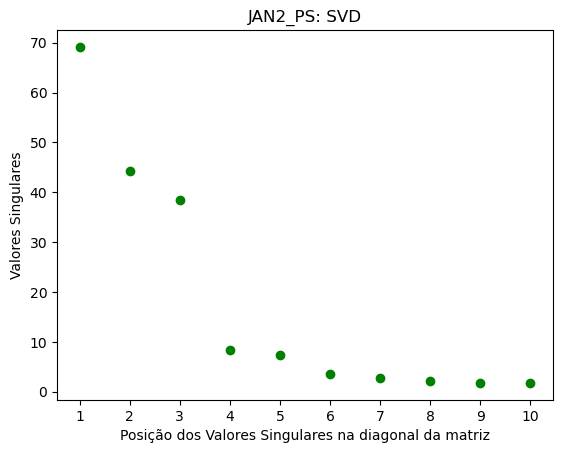 JAN2_PS: SVD
Valores Singulares
70
60
50
40
30
20
10
0
1 2 3 4 5 6 7 8 9 10
Posição dos Valores Singulares na diagonal da matriz